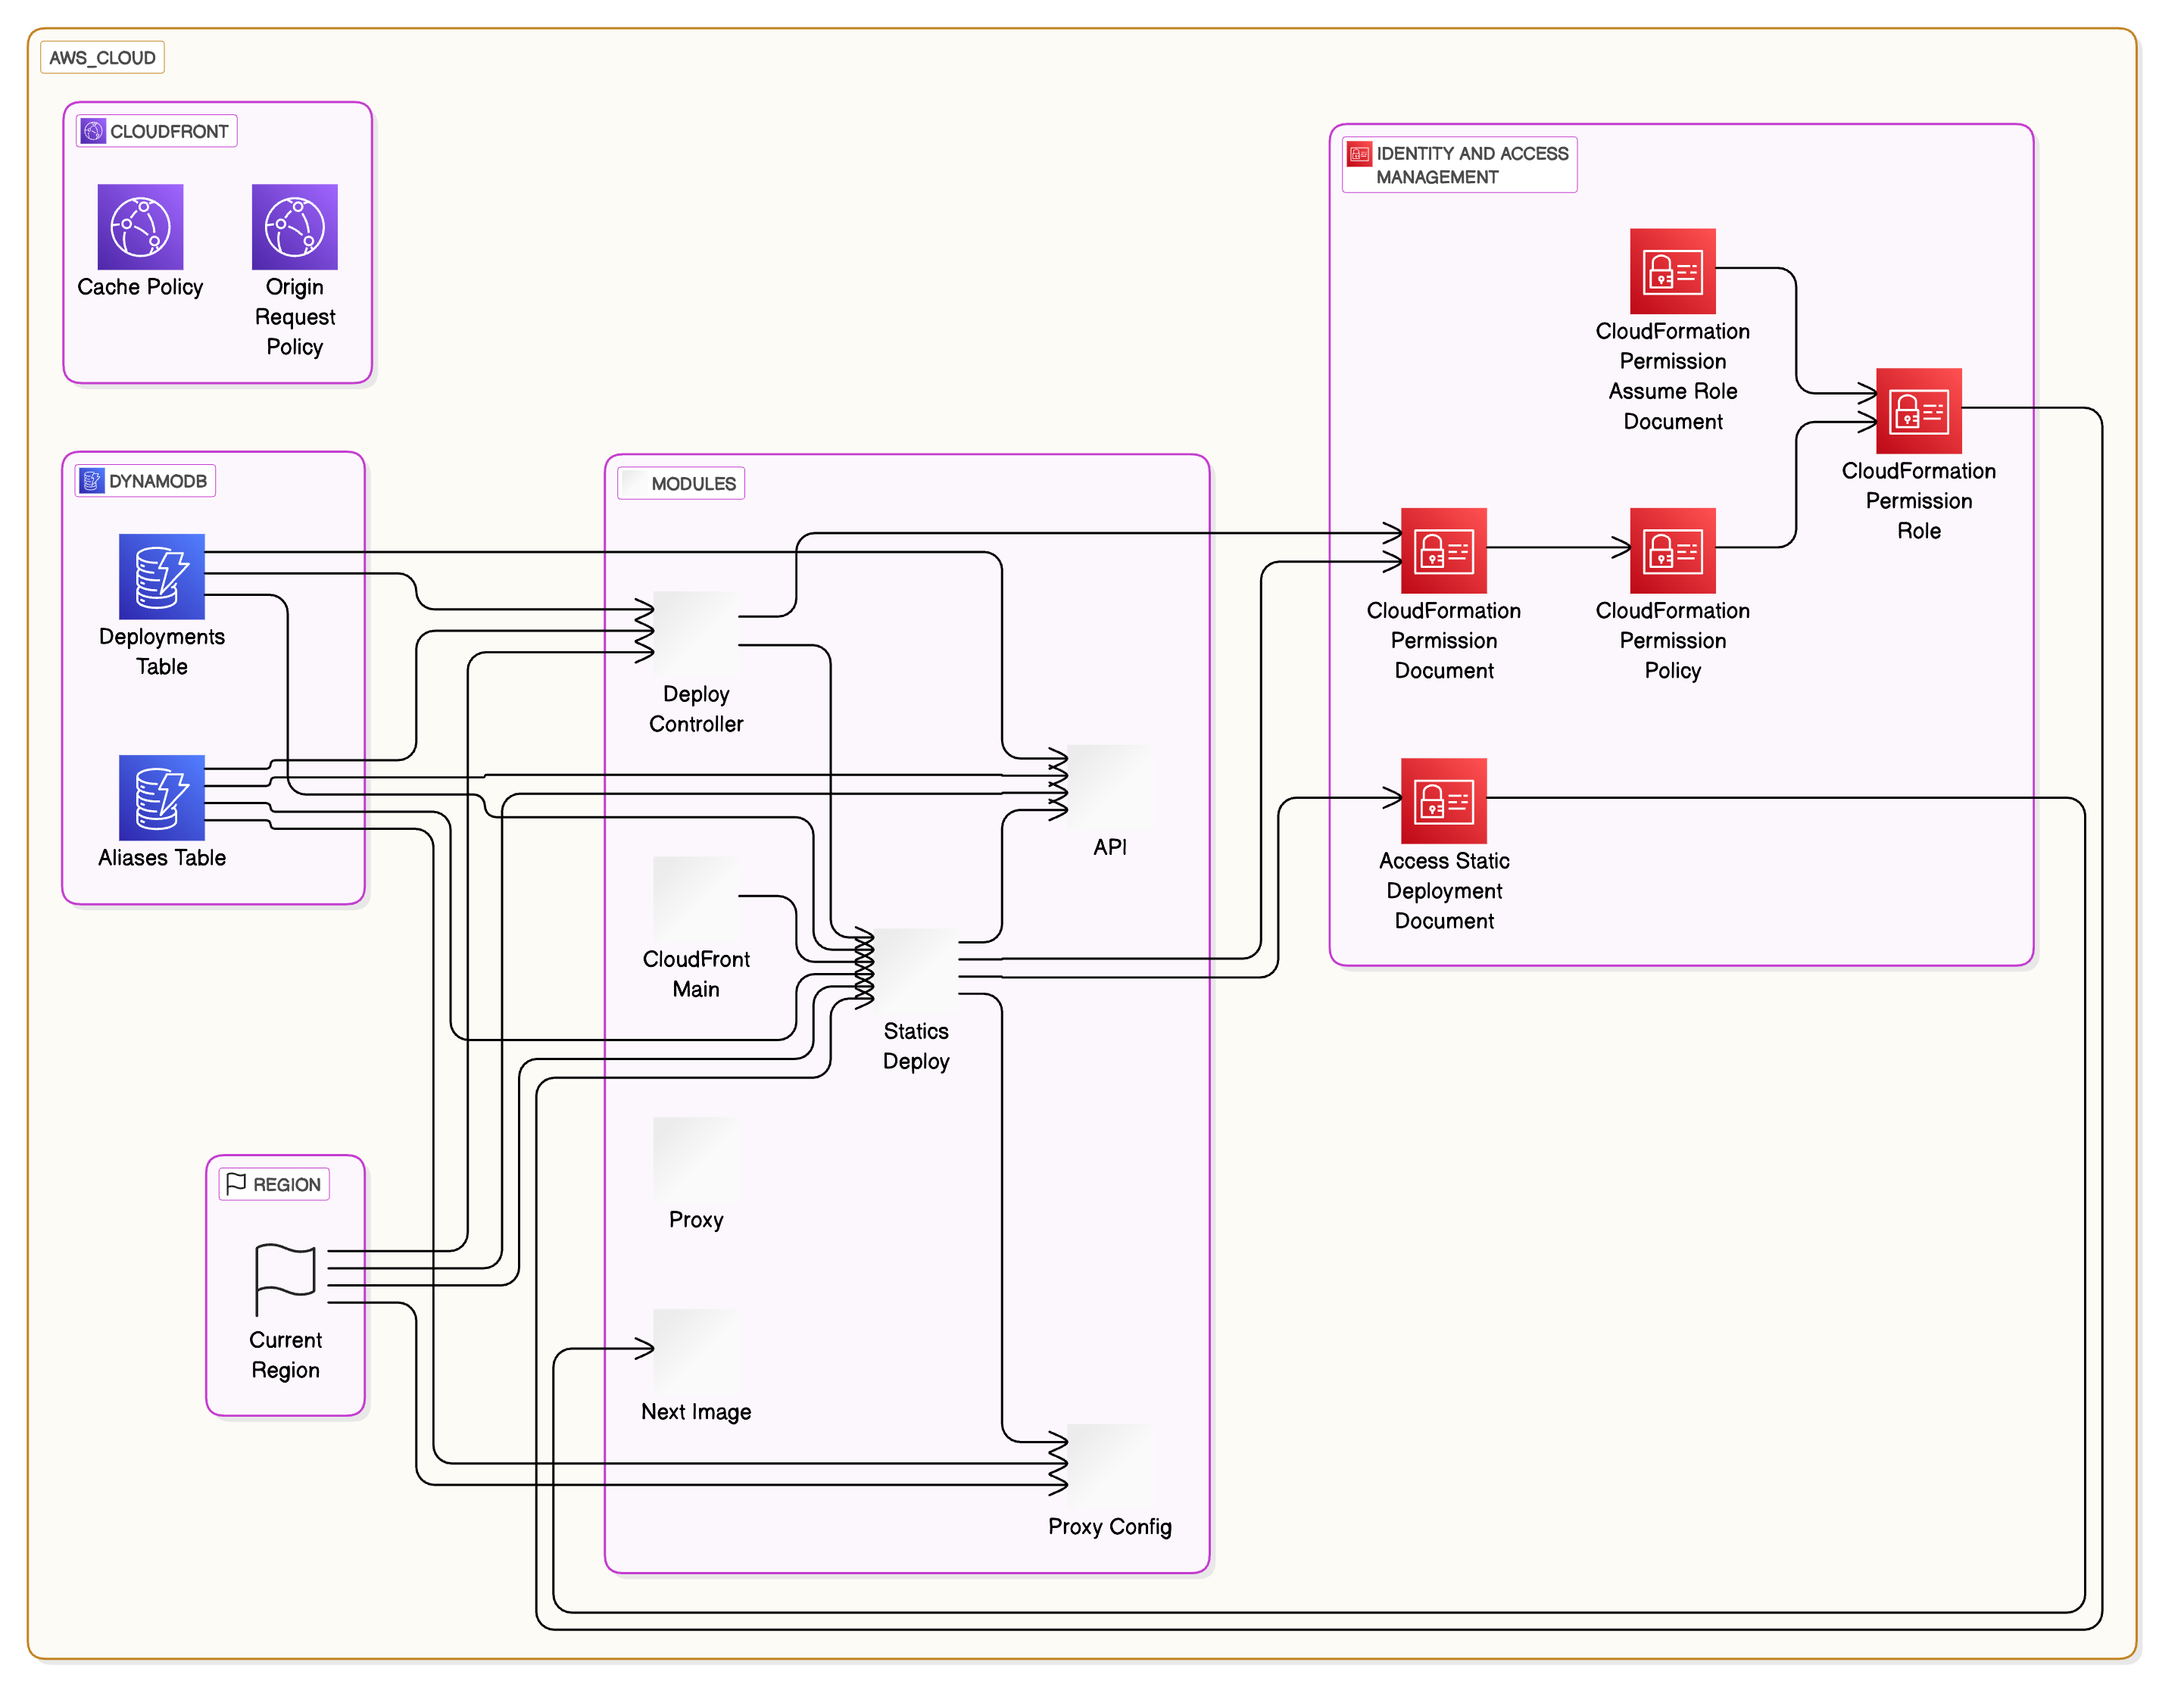 AWS_CLOUD
CLOUDFRONT
Cache Policy
Origin
Request
Policy
IDENTITY AND ACCESS
MANAGEMENT
CloudFormation
Permission
Assume Role
Document
CloudFormation
Permission
Role
CloudFormation
Permission
Document
CloudFormation
Permission
Policy
Access Static
Deployment
Document
DYNAMODB
Deployments
Table
Aliases Table
MODULES
Deploy
Controller
API
CloudFront
Main
Statics
Deploy
Proxy
Next Image
Proxy Config
REGION
Current
Region